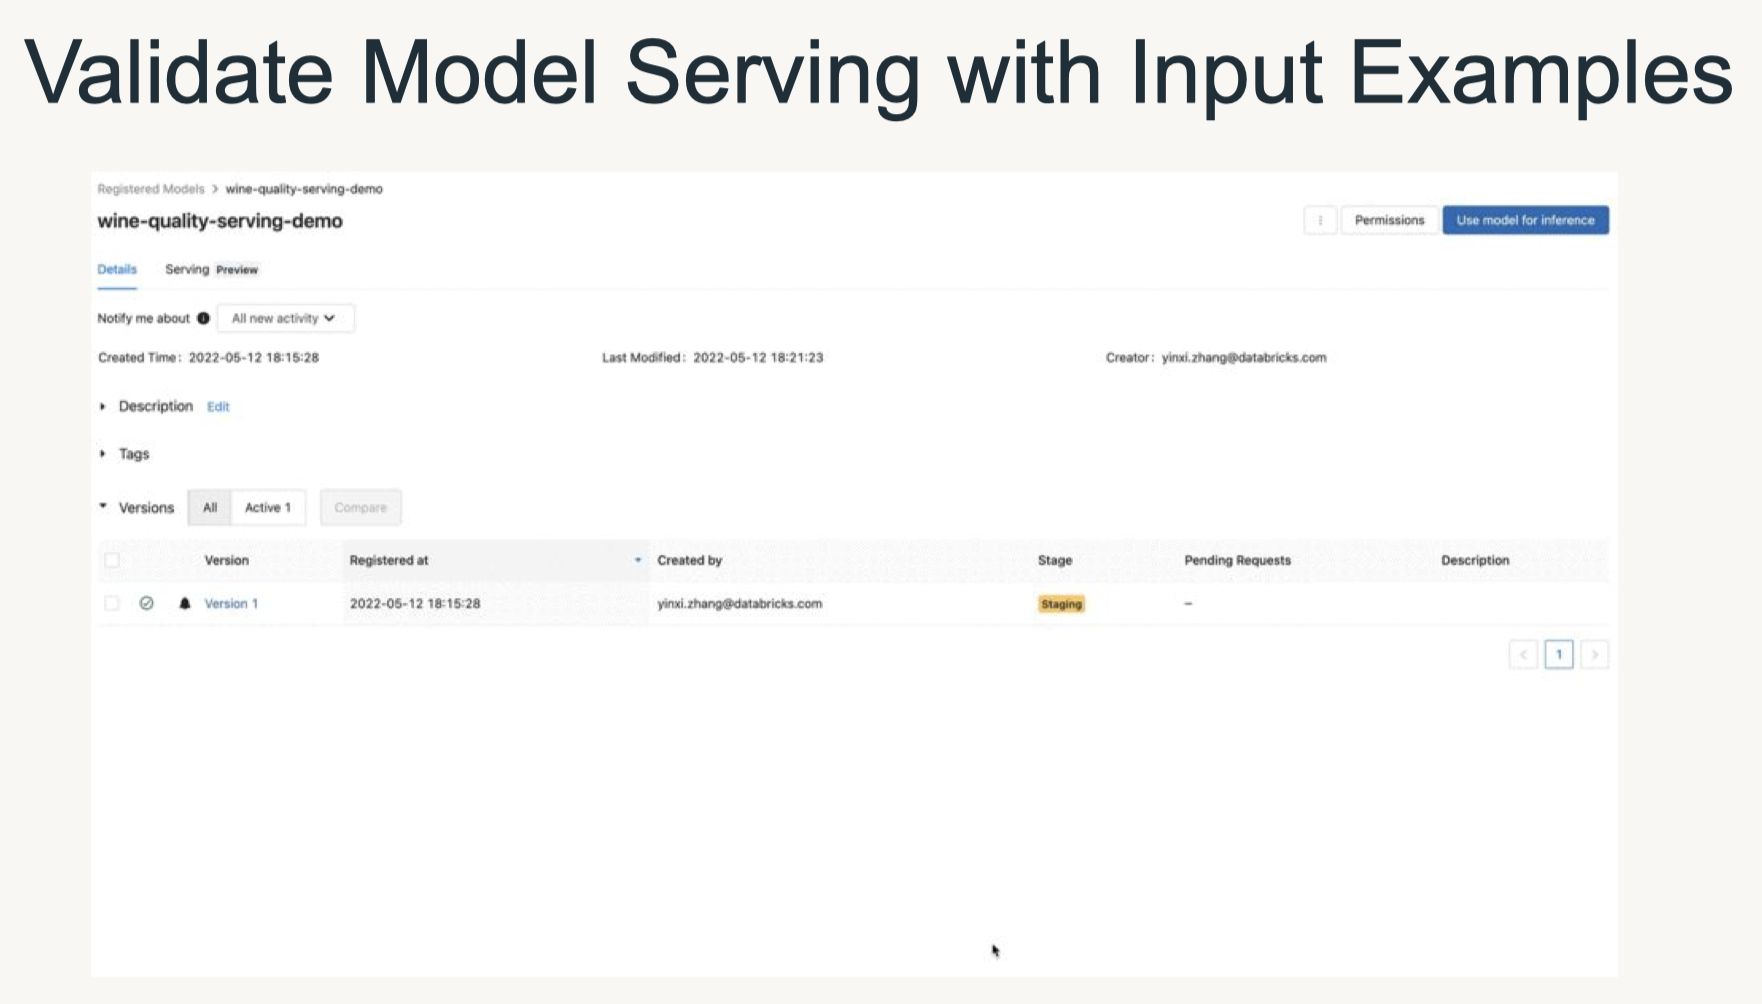 Validate Model Serving with Input Examples
Registered Models > wine-quality-serving-demo
wine-quality-serving-demo
Permissions
Use model for inference
Details Serving Preview
Notify me about All new activity
Created Time: 2022-05-12 18:15:28 Last Modified: 2022-05-12 18:21:23 Creator: yinxi.zhang@databricks.com
Description Edit
Tags
Versions All Active 1 Compare
Version Registered at Created by Stage Pending Requests Description
Version 1 2022-05-12 18:15:28 yinxi.zhang@databricks.com Staging –
< 1 >